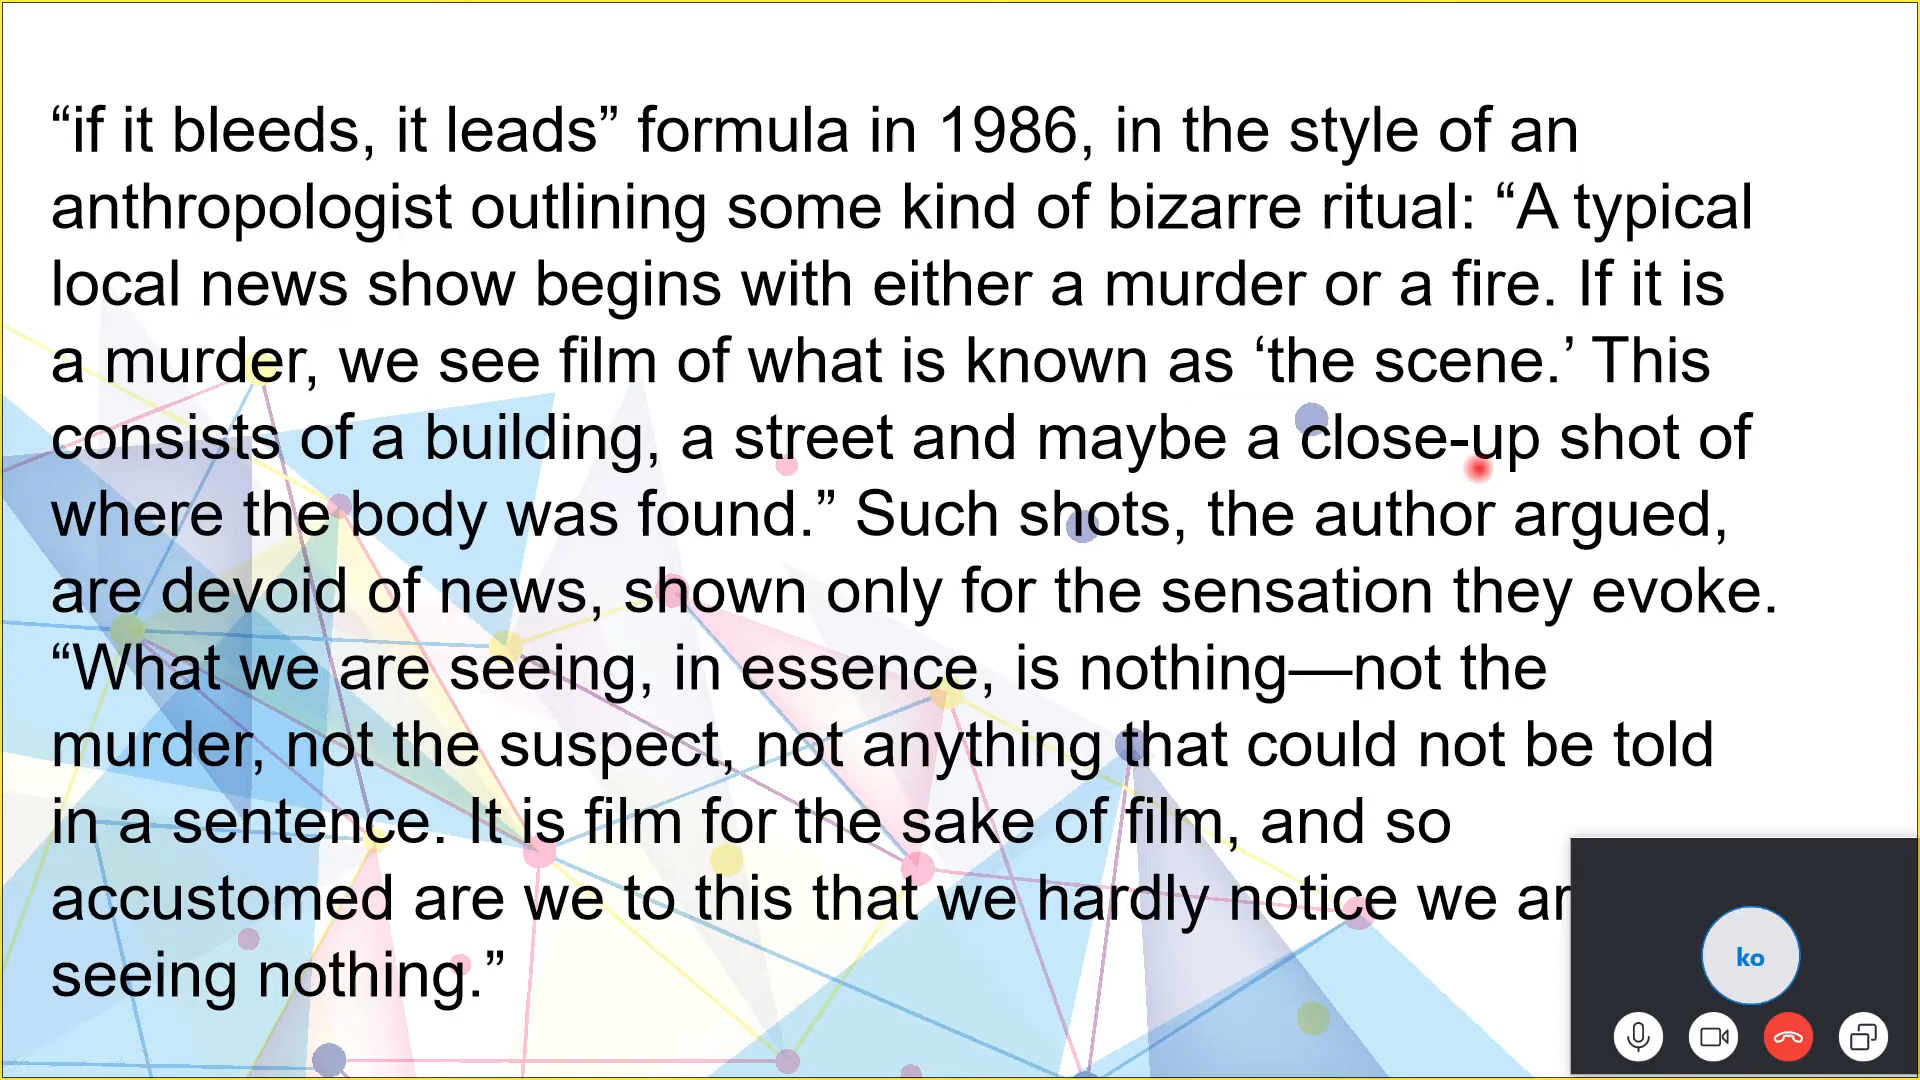 “if it bleeds, it leads” formula in 1986, in the style of an
anthropologist outlining some kind of bizarre ritual: “A typical
local news show begins with either a murder or a fire. If it is
a murder, we see film of what is known as ‘the scene.’ This
consists of a building, a street and maybe a close-up shot of
where the body was found.” Such shots, the author argued,
are devoid of news, shown only for the sensation they evoke.
“What we are seeing, in essence, is nothing—not the
murder, not the suspect, not anything that could not be told
in a sentence. It is film for the sake of film, and so
accustomed are we to this that we hardly notice we
seeing nothing.”
ko